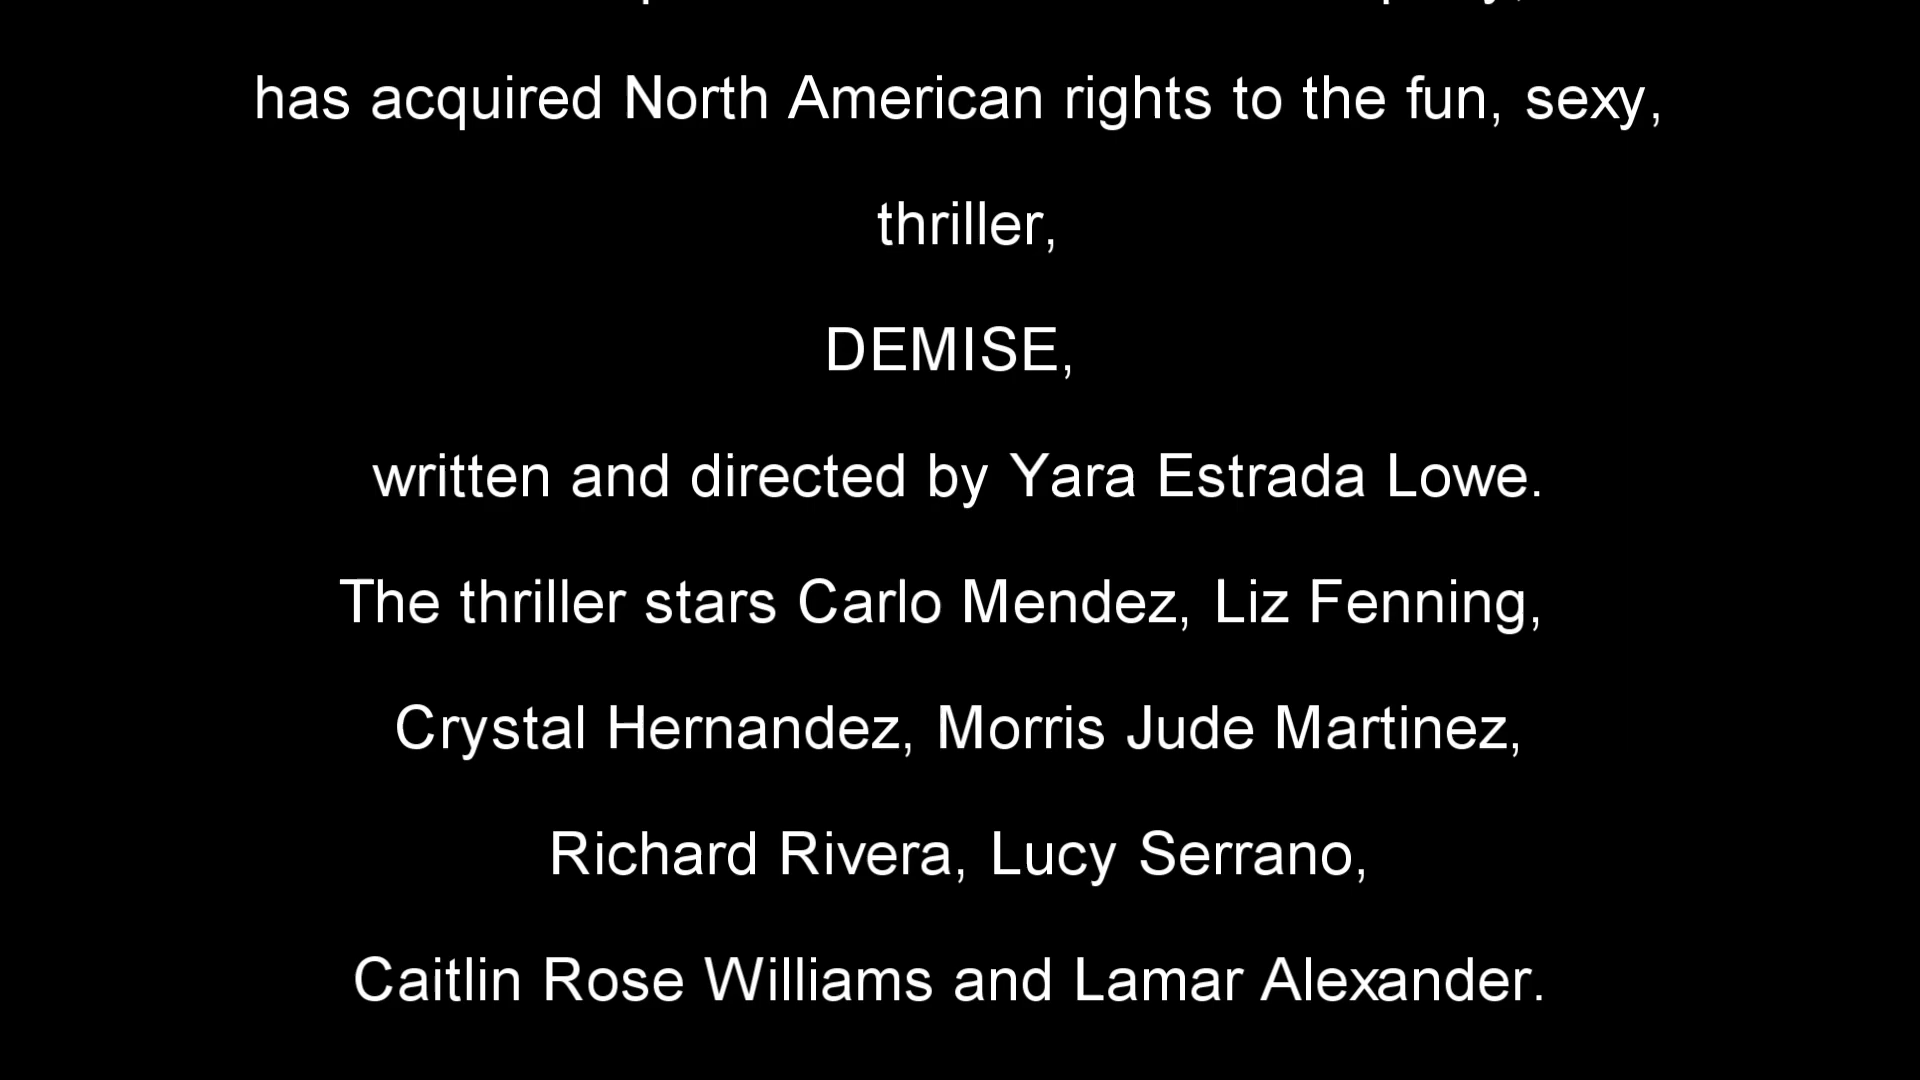 has acquired North American rights to the fun, sexy,
thriller,
DEMISE,
written and directed by Yara Estrada Lowe.
The thriller stars Carlo Mendez, Liz Fenning,
Crystal Hernandez, Morris Jude Martinez,
Richard Rivera, Lucy Serrano,
Caitlin Rose Williams and Lamar Alexander.